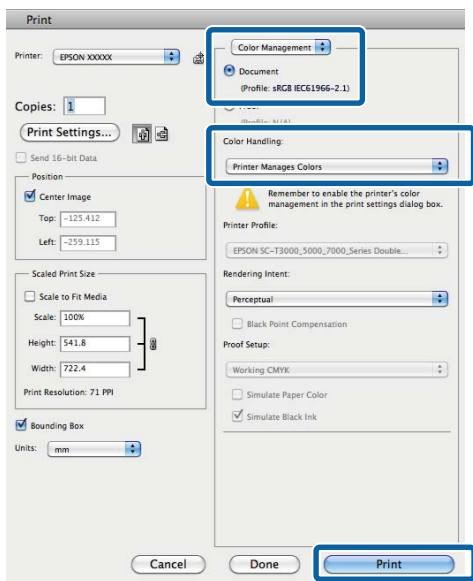 Print
Printer: EPSON XXXXX
Copies: 1
Print Settings...
Send 16-bit Data
Position
Center Image
Top: -125.412
Left: -259.115
Scaled Print Size
Scale to Fit Media
Scale: 100%
Height: 541.8
Width: 722.4
Print Resolution: 71 PPI
Bounding Box
Units: mm
Color Management
Document
(Profile: sRGB IEC61966-2.1)
Color Handling:
Printer Manages Colors
Remember to enable the printer's color
management in the print settings dialog box.
Printer Profile:
EPSON SC-T3000_5000_7000_Series Double...
Rendering Intent:
Perceptual
Black Point Compensation
Proof Setup:
Working CMYK
Simulate Paper Color
Simulate Black Ink
Cancel
Done
Print